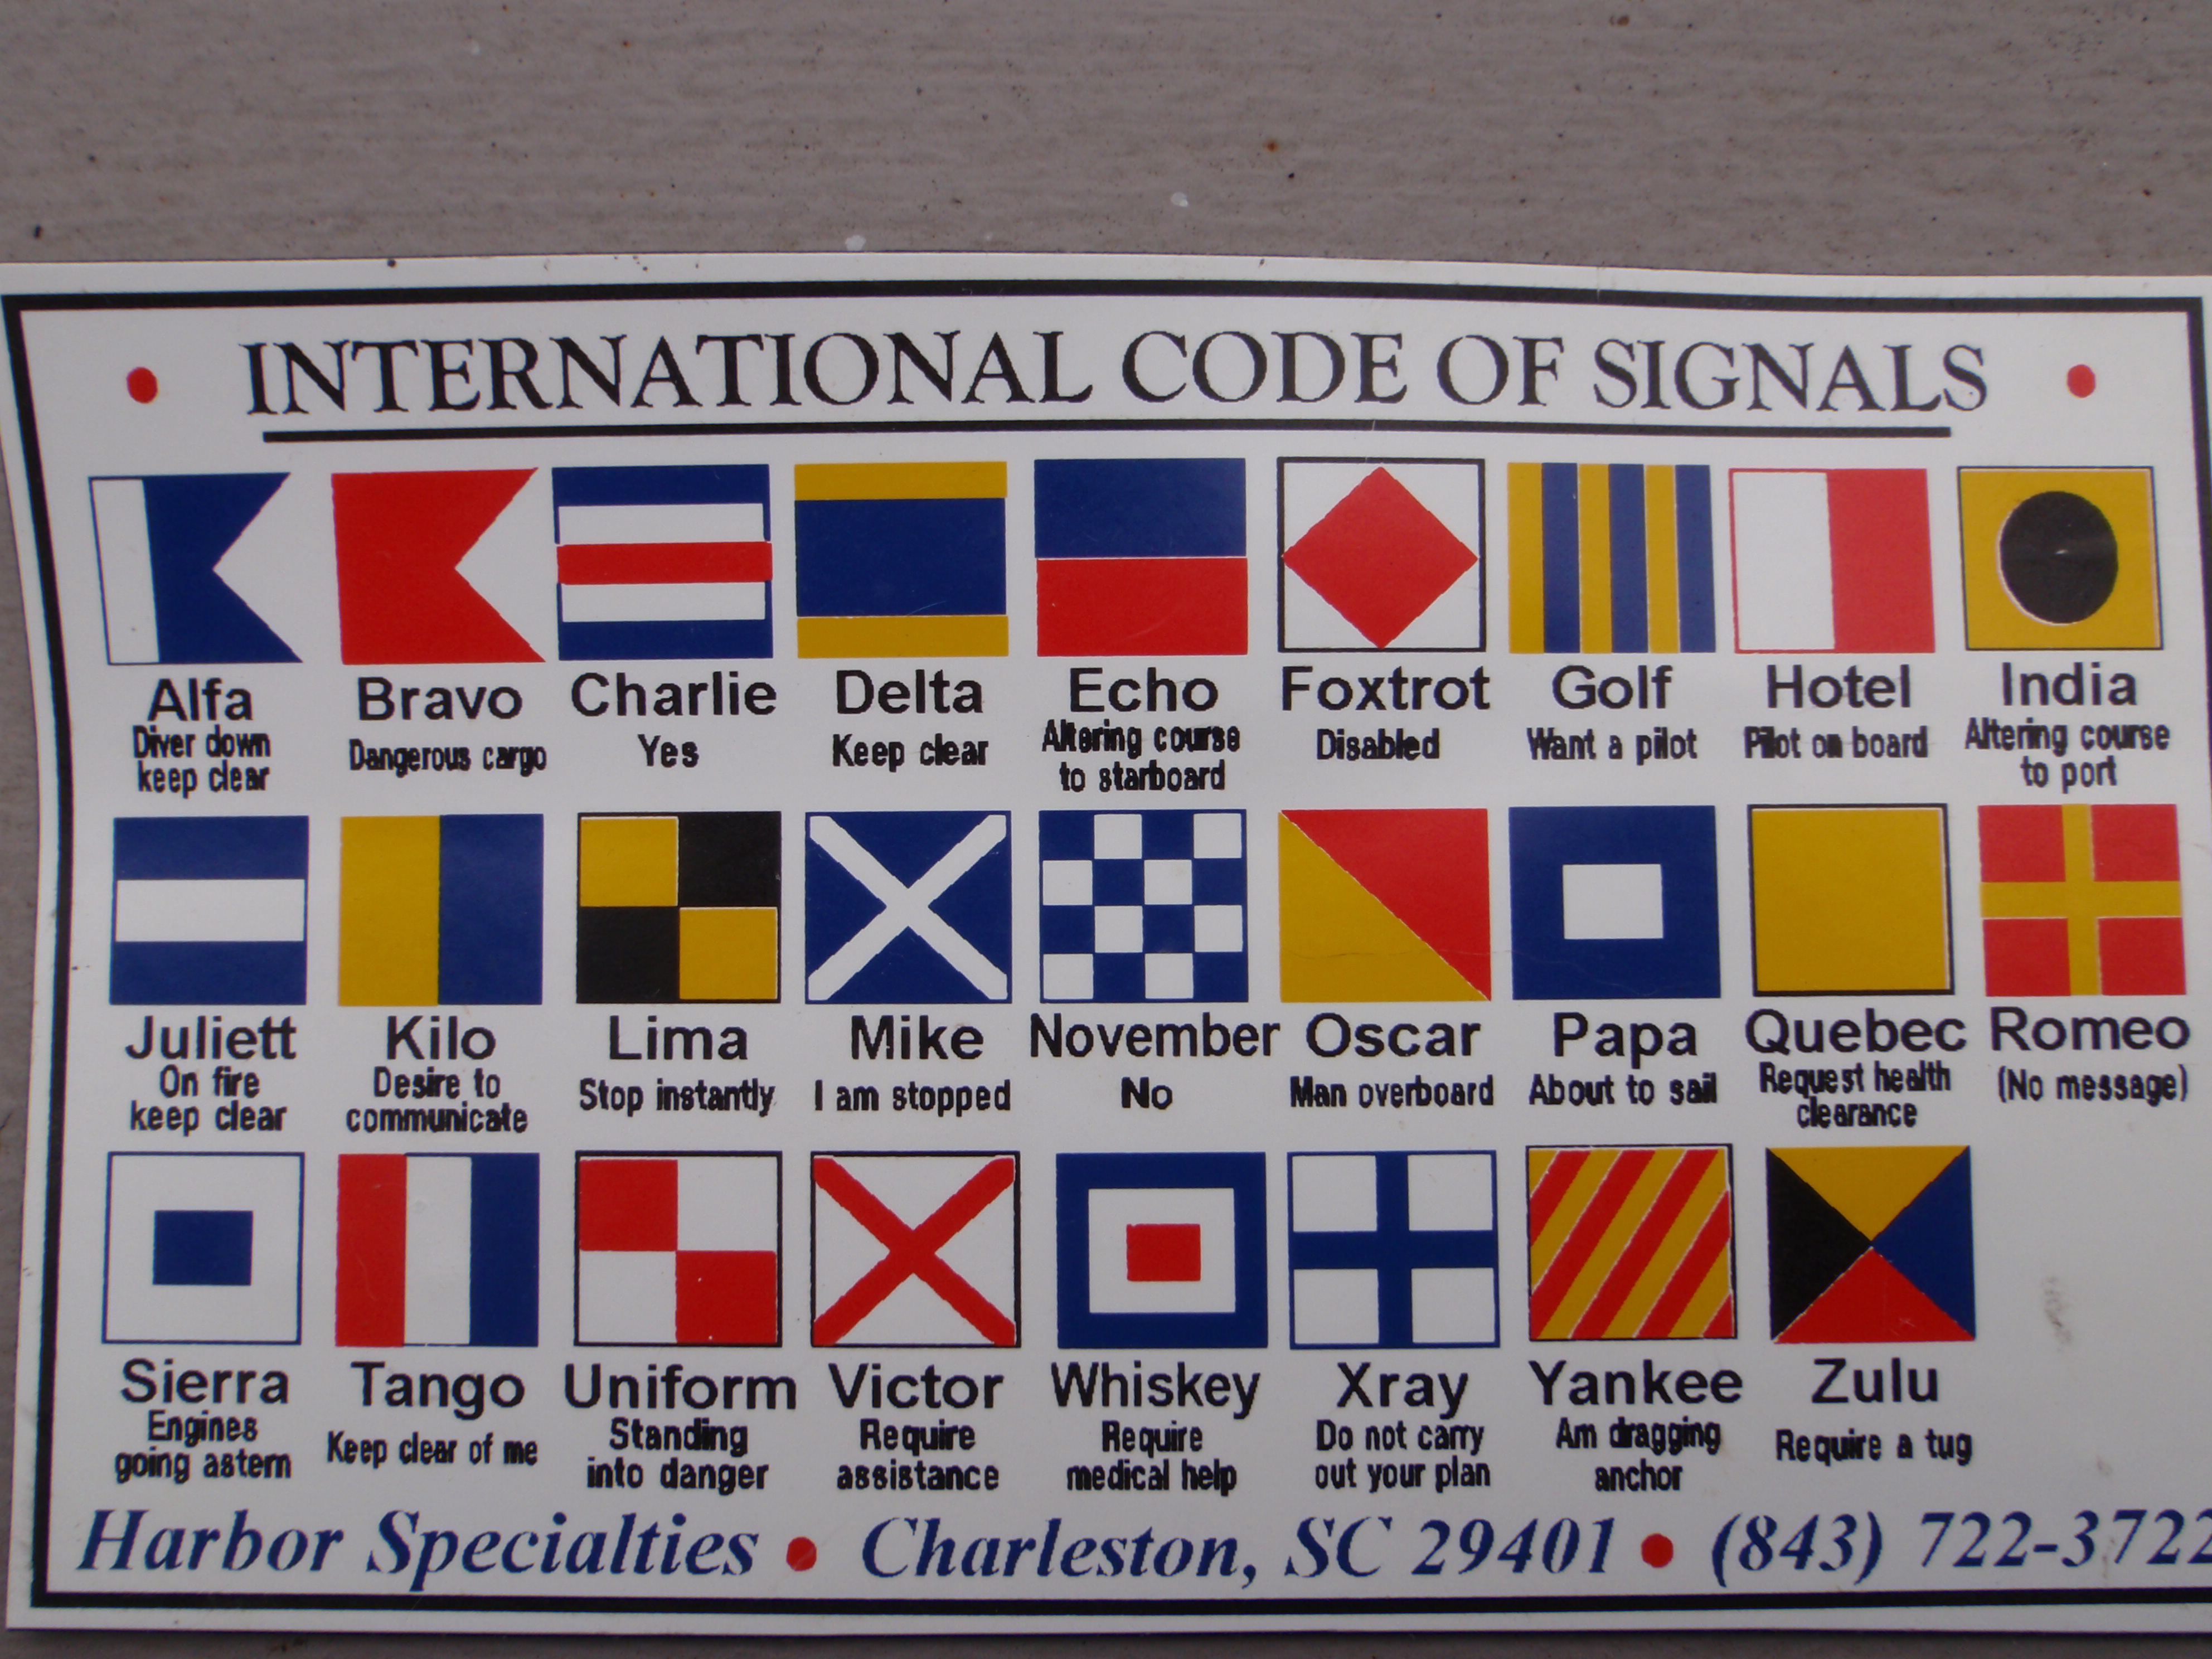 • INTERNATIONAL CODE OF SIGNALS •
Alfa Bravo Charlie Delta Echo Foxtrot Golf Hotel India
Diver down keep clear
Dangerous cargo
Yes
Keep clear
Altering course to starboard
Disabled
Want a pilot
Pilot on board
Altering course to port
Juliett Kilo Lima Mike November Oscar Papa Quebec Romeo
On fire keep clear
Desire to communicate
Stop instantly
I am stopped
No
Man overboard
About to sail
Request health clearance
(No message)
Sierra Tango Uniform Victor Whiskey Xray Yankee Zulu
Engines going astern
Keep clear of me
Standing into danger
Require assistance
Require medical help
Do not carry out your plan
Am dragging anchor
Require a tug
Harbor Specialties • Charleston, SC 29401 • (843) 722-3722